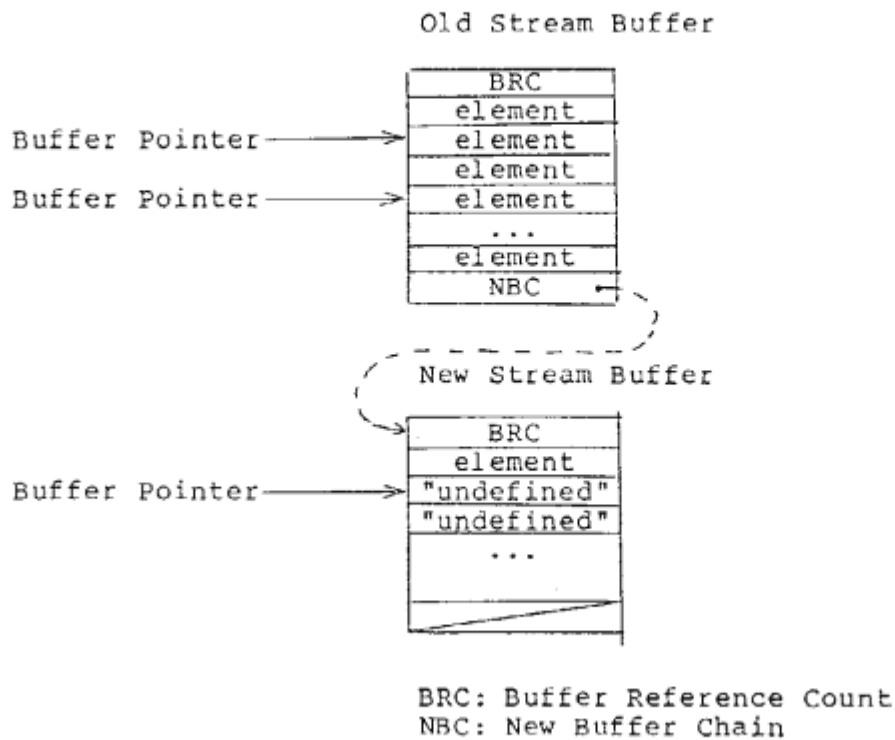 Old Stream Buffer
BRC
element
Buffer Pointer element
element
Buffer Pointer element
...
element
NBC
New Stream Buffer
BRC
element
Buffer Pointer "undefined"
"undefined"
...
BRC: Buffer Reference Count
NBC: New Buffer Chain